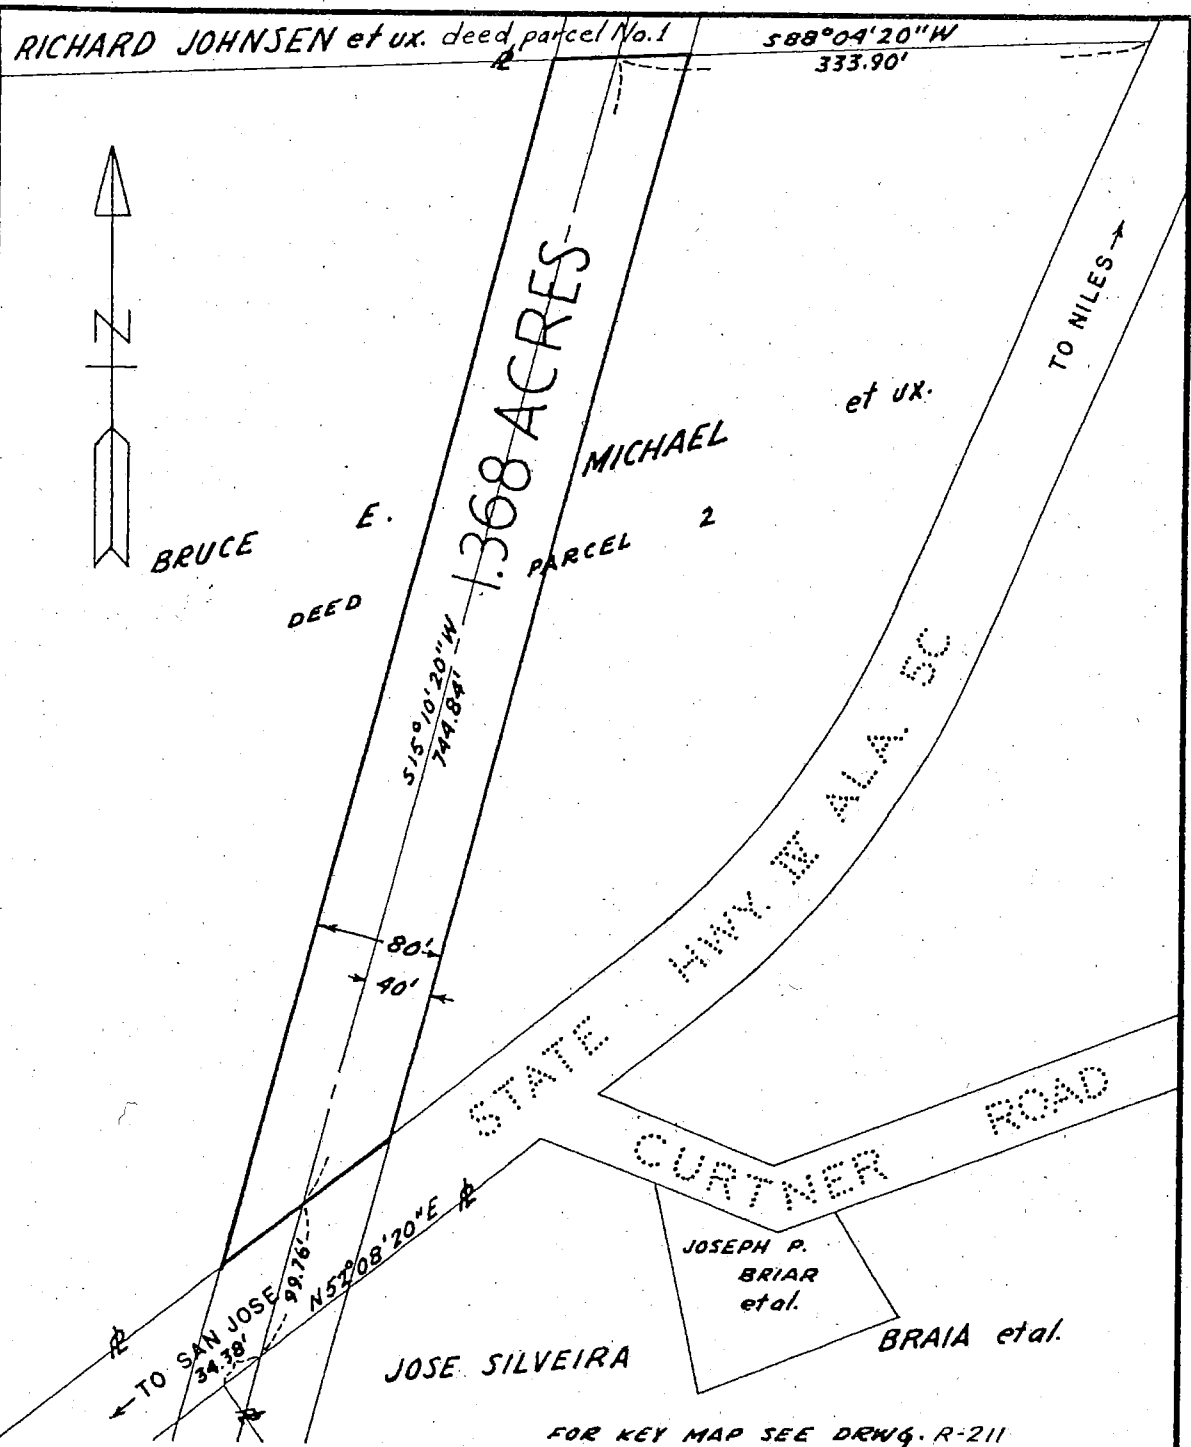 RICHARD JOHNSEN et ux. deed parcel No.1
S88°04'20"W
333.90'
N
TO NILES
1.368 ACRES
BRUCE E. MICHAEL et ux.
DEED PARCEL 2
S15°10'20"W
744.84'
80'
40'
STATE HWY. IV ALA. 5C
CURTNER ROAD
N52°08'20"E
99.76'
TO SAN JOSE
34.38'
JOSEPH P.
BRIAR
et al.
BRAIA et al.
JOSE SILVEIRA
FOR KEY MAP SEE DRWG. R-211